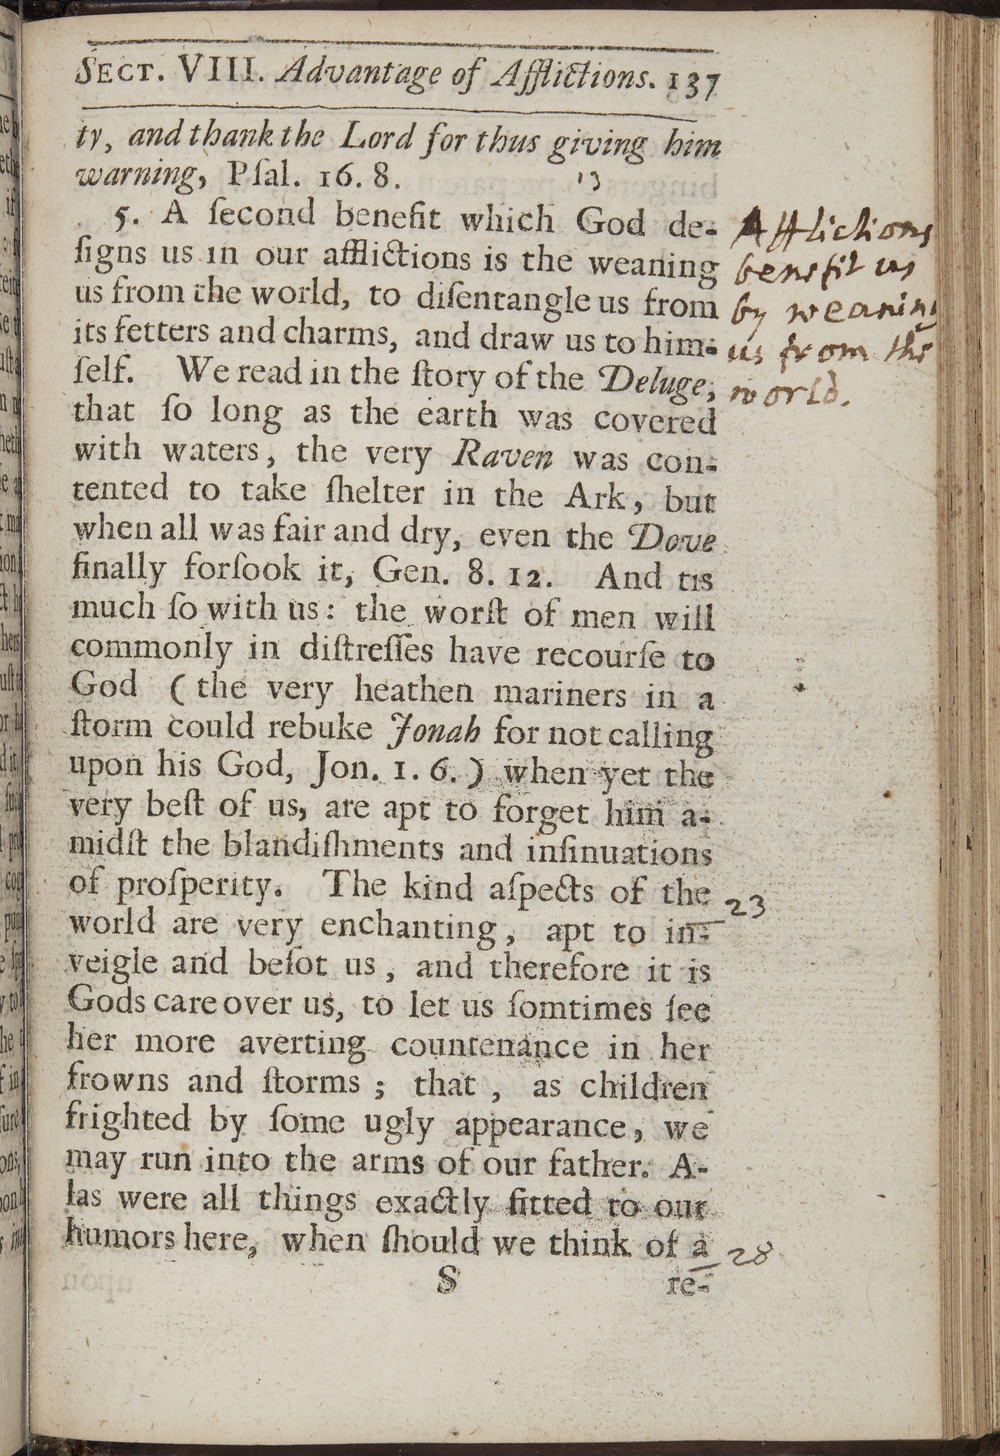 SECT. VIII. Advantage of Afflictions. 137
ty, and thank the Lord for thus giving him
warning, Pſal. 16. 8.
13
5. A ſecond benefit which God de-
ſigns us in our afflictions is the weaning
us from the world, to diſentangle us from
its fetters and charms, and draw us to him-
ſelf. We read in the ſtory of the Deluge,
that ſo long as the earth was covered
with waters, the very Raven was con-
tented to take ſhelter in the Ark, but
when all was fair and dry, even the Dove
finally forſook it, Gen. 8. 12. And tis
much ſo with us: the worſt of men will
commonly in diſtreſſes have recourſe to
God ( the very heathen mariners in a
ſtorm could rebuke Jonah for not calling
upon his God, Jon. 1. 6. ) when yet the
very beſt of us, are apt to forget him a-
midſt the blandiſhments and inſinuations
of proſperity. The kind aſpects of the
world are very enchanting, apt to in-
veigle and beſot us, and therefore it is
Gods care over us, to let us ſomtimes ſee
her more averting countenance in her
frowns and ſtorms ; that , as children
frighted by ſome ugly appearance, we
may run into the arms of our father. A-
las were all things exactly fitted to our
humors here, when ſhould we think of a
S re-
Afflictions
benefit us
by weaning
us from the
world.
23
28